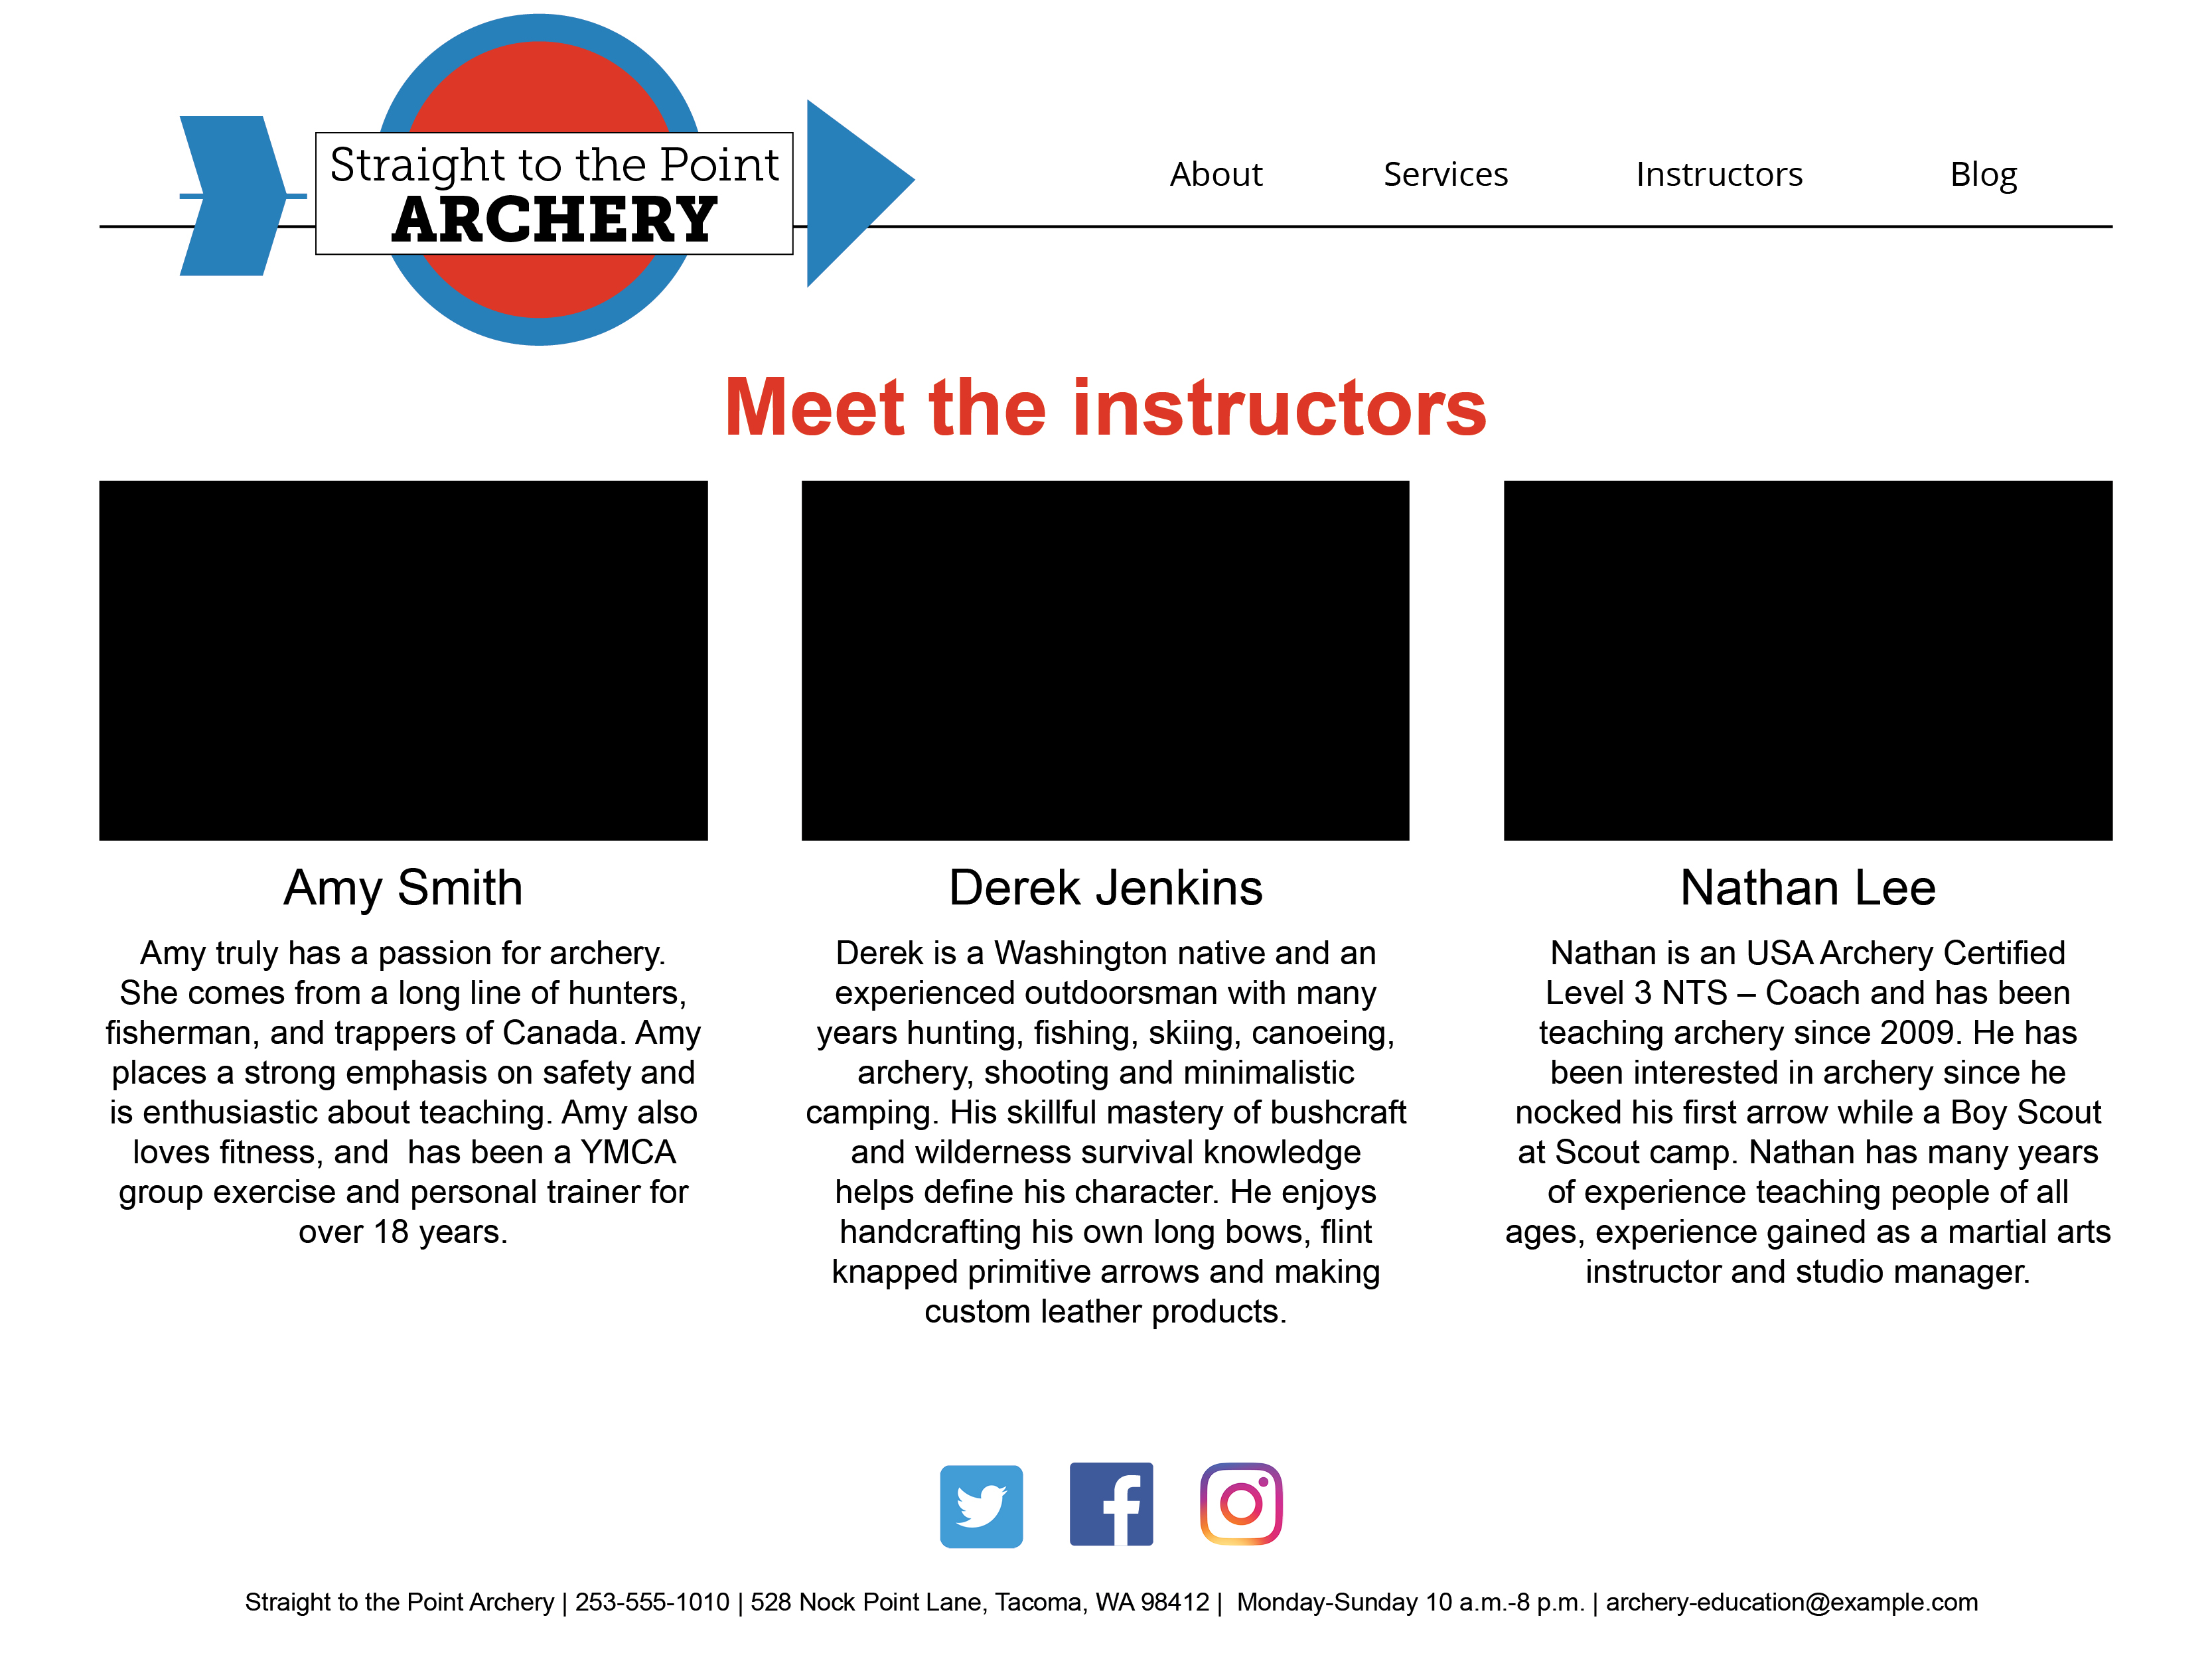 Straight to the Point
ARCHERY
About Services Instructors Blog
Meet the instructors
Amy Smith
Amy truly has a passion for archery.
She comes from a long line of hunters,
fisherman, and trappers of Canada. Amy
places a strong emphasis on safety and
is enthusiastic about teaching. Amy also
loves fitness, and  has been a YMCA
group exercise and personal trainer for
over 18 years.
Derek Jenkins
Derek is a Washington native and an
experienced outdoorsman with many
years hunting, fishing, skiing, canoeing,
archery, shooting and minimalistic
camping. His skillful mastery of bushcraft
and wilderness survival knowledge
helps define his character. He enjoys
handcrafting his own long bows, flint
knapped primitive arrows and making
custom leather products.
Nathan Lee
Nathan is an USA Archery Certified
Level 3 NTS – Coach and has been
teaching archery since 2009. He has
been interested in archery since he
nocked his first arrow while a Boy Scout
at Scout camp. Nathan has many years
of experience teaching people of all
ages, experience gained as a martial arts
instructor and studio manager.
Straight to the Point Archery | 253-555-1010 | 528 Nock Point Lane, Tacoma, WA 98412 |  Monday-Sunday 10 a.m.-8 p.m. | archery-education@example.com